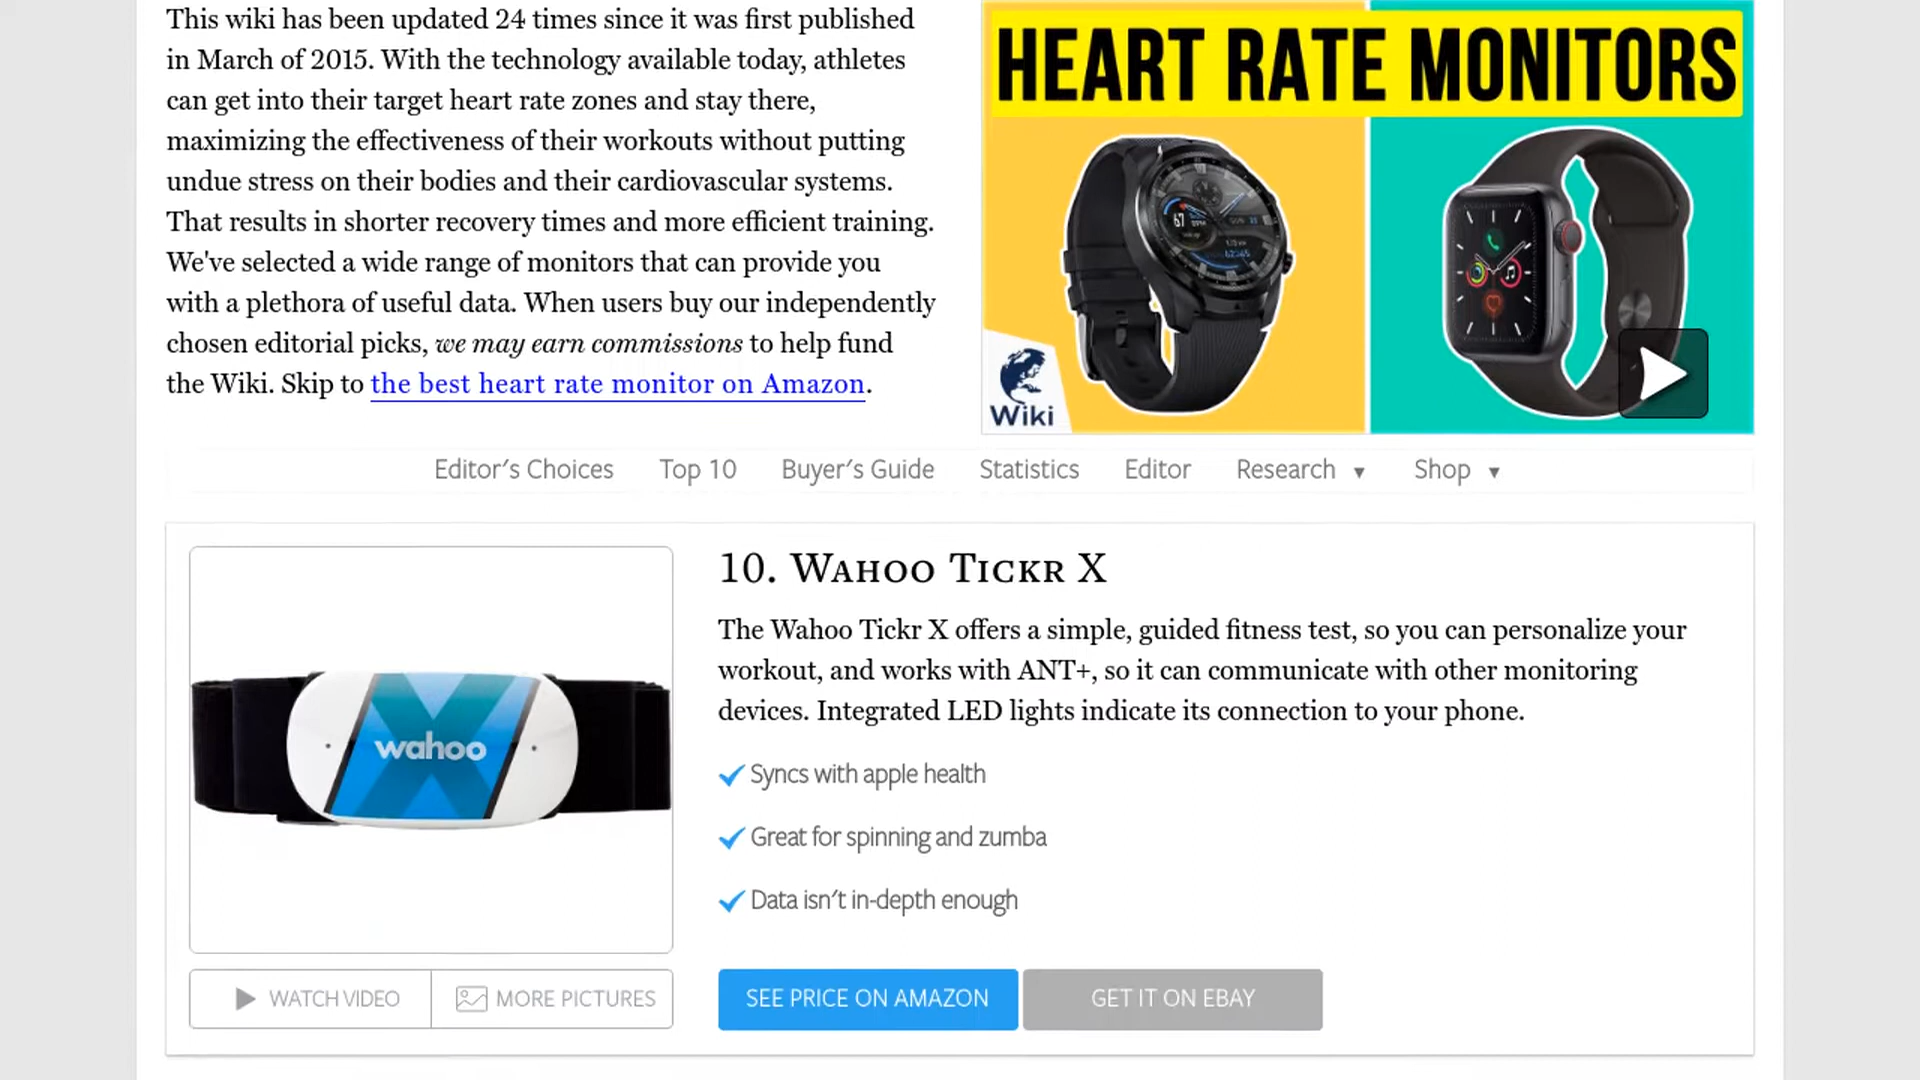 This wiki has been updated 24 times since it was first published
in March of 2015. With the technology available today, athletes
can get into their target heart rate zones and stay there,
maximizing the effectiveness of their workouts without putting
undue stress on their bodies and their cardiovascular systems.
That results in shorter recovery times and more efficient training.
We've selected a wide range of monitors that can provide you
with a plethora of useful data. When users buy our independently
chosen editorial picks, we may earn commissions to help fund
the Wiki. Skip to the best heart rate monitor on Amazon.
HEART RATE MONITORS
67
Wiki
Editor's Choices Top 10 Buyer's Guide Statistics Editor Research ▼ Shop ▼
wahoo
10. Wahoo Tickr X
The Wahoo Tickr X offers a simple, guided fitness test, so you can personalize your
workout, and works with ANT+, so it can communicate with other monitoring
devices. Integrated LED lights indicate its connection to your phone.
Syncs with apple health
Great for spinning and zumba
Data isn't in-depth enough
WATCH VIDEO MORE PICTURES
SEE PRICE ON AMAZON GET IT ON EBAY